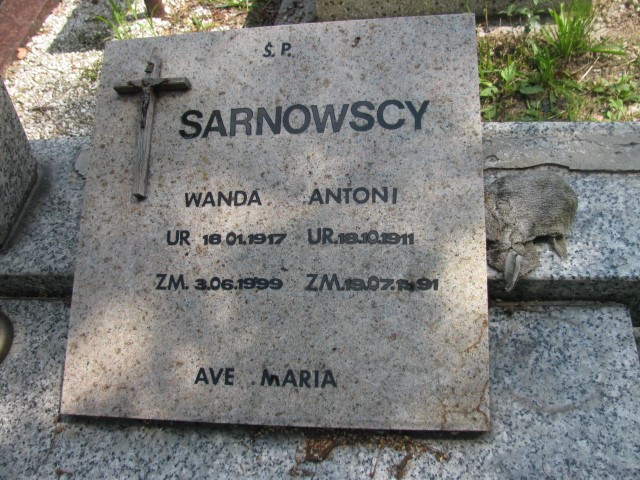 Ś.P.
SARNOWSCY
WANDA ANTONI
UR 18.01.1917 UR.18.10.1911
ZM. 3.06.1999 ZM.19.07.1991
AVE MARIA